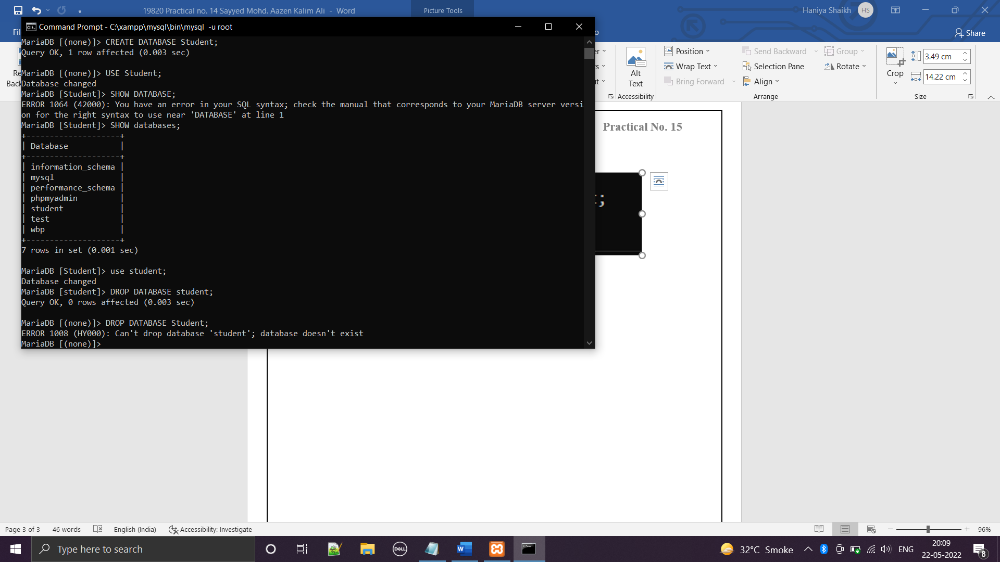 19820 Practical no. 14 Sayyed Mohd. Aazen Kalim Ali - Word
Picture Tools
Haniya Shaikh HS
Share
Command Prompt - C:\xampp\mysql\bin\mysql -u root
MariaDB [(none)]> CREATE DATABASE Student;
Query OK, 1 row affected (0.003 sec)
MariaDB [(none)]> USE Student;
Database changed
MariaDB [Student]> SHOW DATABASE;
ERROR 1064 (42000): You have an error in your SQL syntax; check the manual that corresponds to your MariaDB server versi
on for the right syntax to use near 'DATABASE' at line 1
MariaDB [Student]> SHOW databases;
+--------------------+
| Database           |
+--------------------+
| information_schema |
| mysql              |
| performance_schema |
| phpmyadmin         |
| student            |
| test               |
| wbp                |
+--------------------+
7 rows in set (0.001 sec)
MariaDB [Student]> use student;
Database changed
MariaDB [student]> DROP DATABASE student;
Query OK, 0 rows affected (0.003 sec)
MariaDB [(none)]> DROP DATABASE Student;
ERROR 1008 (HY000): Can't drop database 'student'; database doesn't exist
MariaDB [(none)]>
Alt
Text
Accessibility
Position
Wrap Text
Bring Forward
Send Backward
Selection Pane
Align
Group
Rotate
Arrange
Crop
3.49 cm
14.22 cm
Size
Practical No. 15
Page 3 of 3
46 words
English (India)
Accessibility: Investigate
96%
Type here to search
DELL
32°C Smoke
ENG
20:09
22-05-2022
8